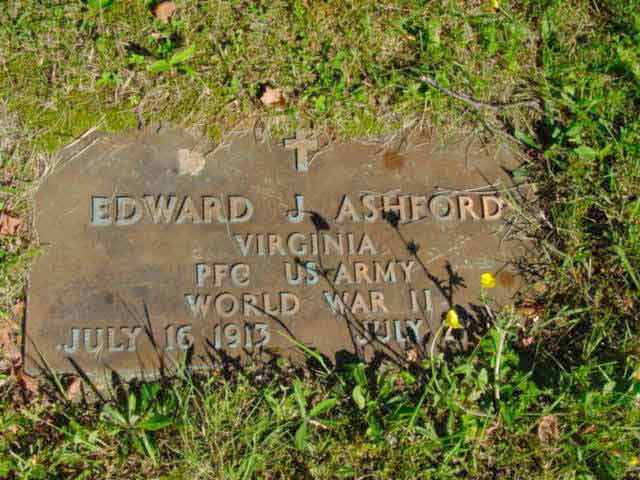 EDWARD J ASHFORD
VIRGINIA
PFC US ARMY
WORLD WAR II
JULY 16 1913 JULY